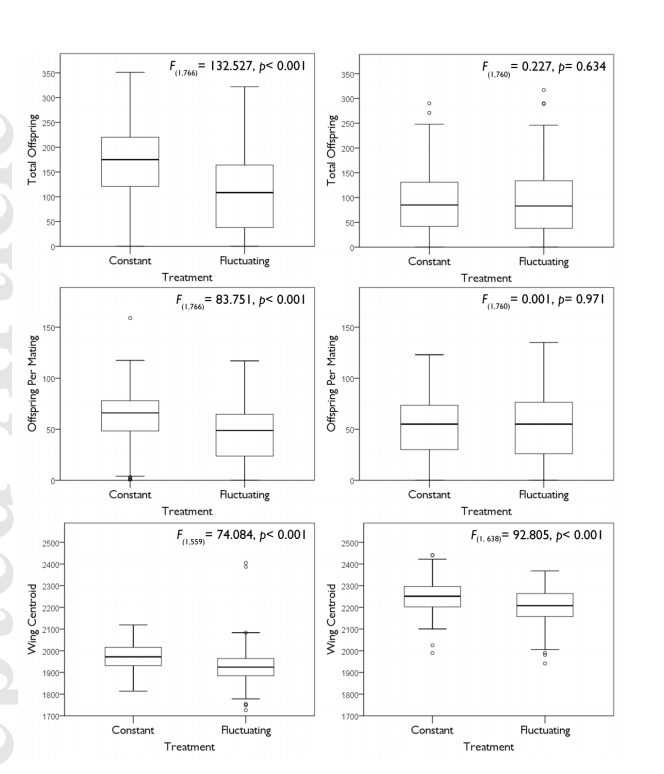 F(1,766)= 132.527, p< 0.001
350
300
250
200
150
100
50
0
Total Offspring
Constant Fluctuating
Treatment
F(1,760)= 0.227, p= 0.634
350
300
250
200
150
100
50
0
Total Offspring
Constant Fluctuating
Treatment
F(1,766)= 83.751, p< 0.001
150
100
50
0
Offspring Per Mating
Constant Fluctuating
Treatment
F(1,760)= 0.001, p= 0.971
150
100
50
0
Offspring Per Mating
Constant Fluctuating
Treatment
F(1,559)= 74.084, p< 0.001
2500
2400
2300
2200
2100
2000
1900
1800
1700
Wing Centroid
Constant Fluctuating
Treatment
F(1, 638)= 92.805, p< 0.001
2500
2400
2300
2200
2100
2000
1900
1800
1700
Wing Centroid
Constant Fluctuating
Treatment